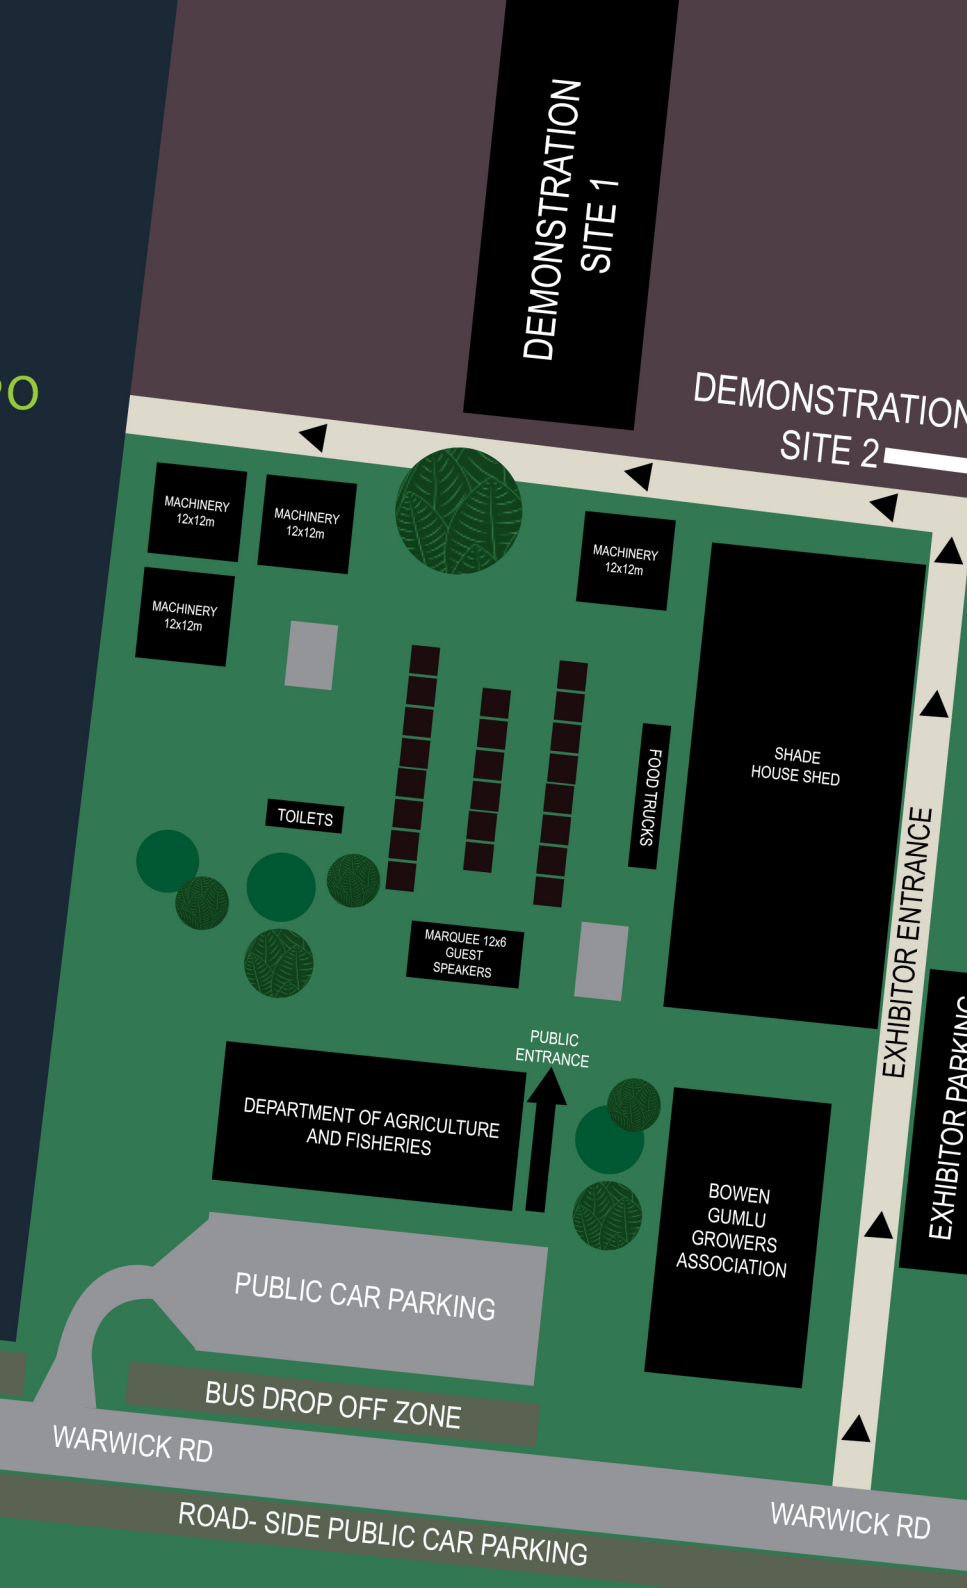 DEMONSTRATION
SITE 1
O
DEMONSTRATION
SITE 2
MACHINERY
12x12m
MACHINERY
12x12m
MACHINERY
12x12m
MACHINERY
12x12m
SHADE
HOUSE SHED
FOOD TRUCKS
TOILETS
EXHIBITOR ENTRANCE
MARQUEE 12x6
GUEST
SPEAKERS
EXHIBITOR PARKING
PUBLIC
ENTRANCE
DEPARTMENT OF AGRICULTURE
AND FISHERIES
BOWEN
GUMLU
GROWERS
ASSOCIATION
PUBLIC CAR PARKING
BUS DROP OFF ZONE
WARWICK RD
WARWICK RD
ROAD- SIDE PUBLIC CAR PARKING